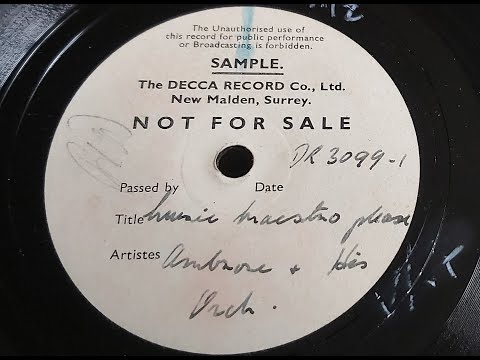 The Unauthorised use of
this record for public performance
or Broadcasting is forbidden.
SAMPLE.
The DECCA RECORD Co., Ltd.
New Malden, Surrey.
NOT FOR SALE
DR 3099-1
Passed by Date
Title Music Maestro please
Artistes Ambrose + His
Orch.